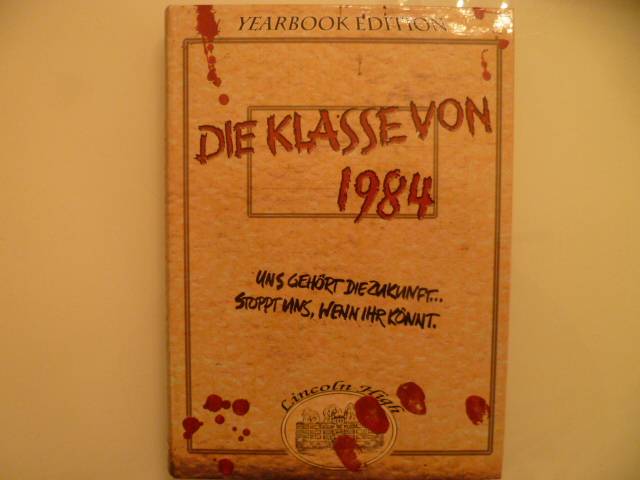 YEARBOOK EDITION
DIE KLASSE VON
1984
UNS GEHÖRT DIE ZUKUNFT...
STOPPT UNS, WENN IHR KÖNNT.
Lincoln High